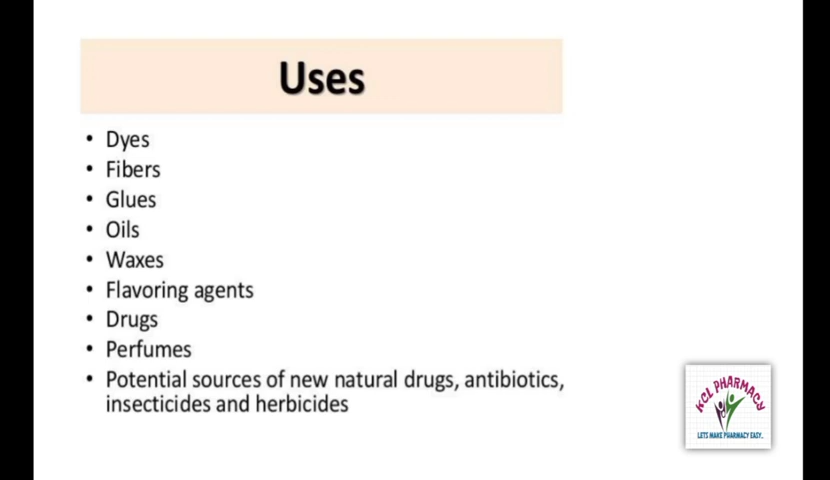 Uses
• Dyes
• Fibers
• Glues
• Oils
• Waxes
• Flavoring agents
• Drugs
• Perfumes
• Potential sources of new natural drugs, antibiotics,
insecticides and herbicides
KCL PHARMACY
LETS MAKE PHARMACY EASY.